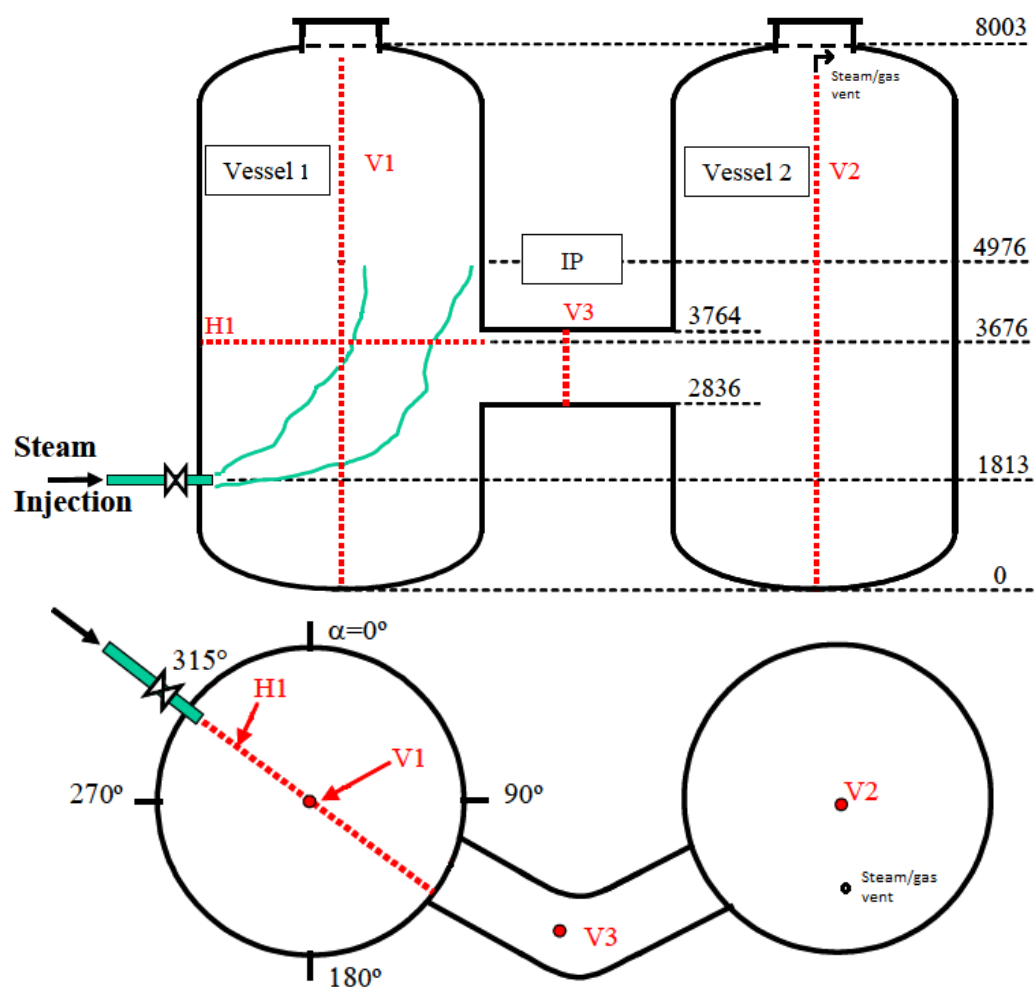 8003
Steam/gas
vent
Vessel 1
V1
Vessel 2
V2
4976
IP
V3
3764
H1
3676
2836
Steam
1813
Injection
0
α=0º
315°
H1
V1
270º
90º
V2
Steam/gas
vent
V3
180º